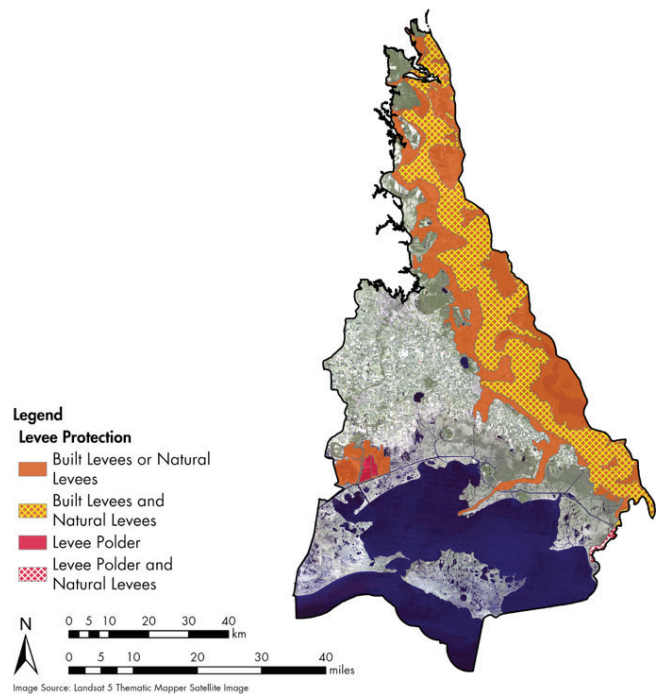 Legend
Levee Protection
Built Levees or Natural
Levees
Built Levees and
Natural Levees
Levee Polder
Levee Polder and
Natural Levees
N
0 5 10 20 30 40
km
0 5 10 20 30 40
miles
Image Source: Landsat 5 Thematic Mapper Satellite Image